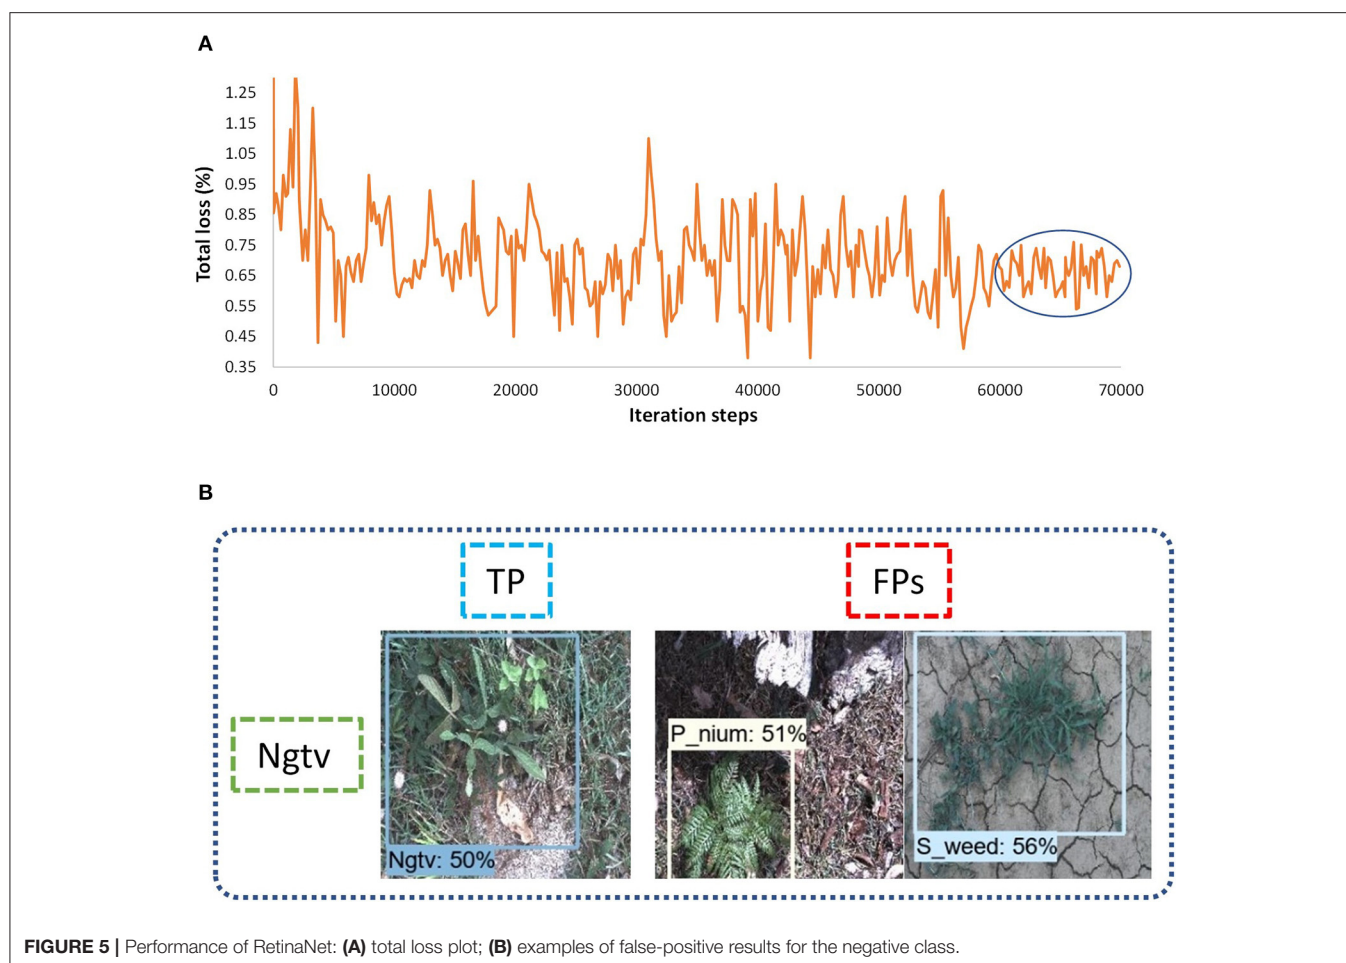 A
Total loss (%)
1.25
1.15
1.05
0.95
0.85
0.75
0.65
0.55
0.45
0.35
0
10000
20000
30000
40000
50000
60000
70000
Iteration steps
B
TP
FPs
Ngtv
Ngtv: 50%
P_nium: 51%
S_weed: 56%
FIGURE 5 | Performance of RetinaNet: (A) total loss plot; (B) examples of false-positive results for the negative class.